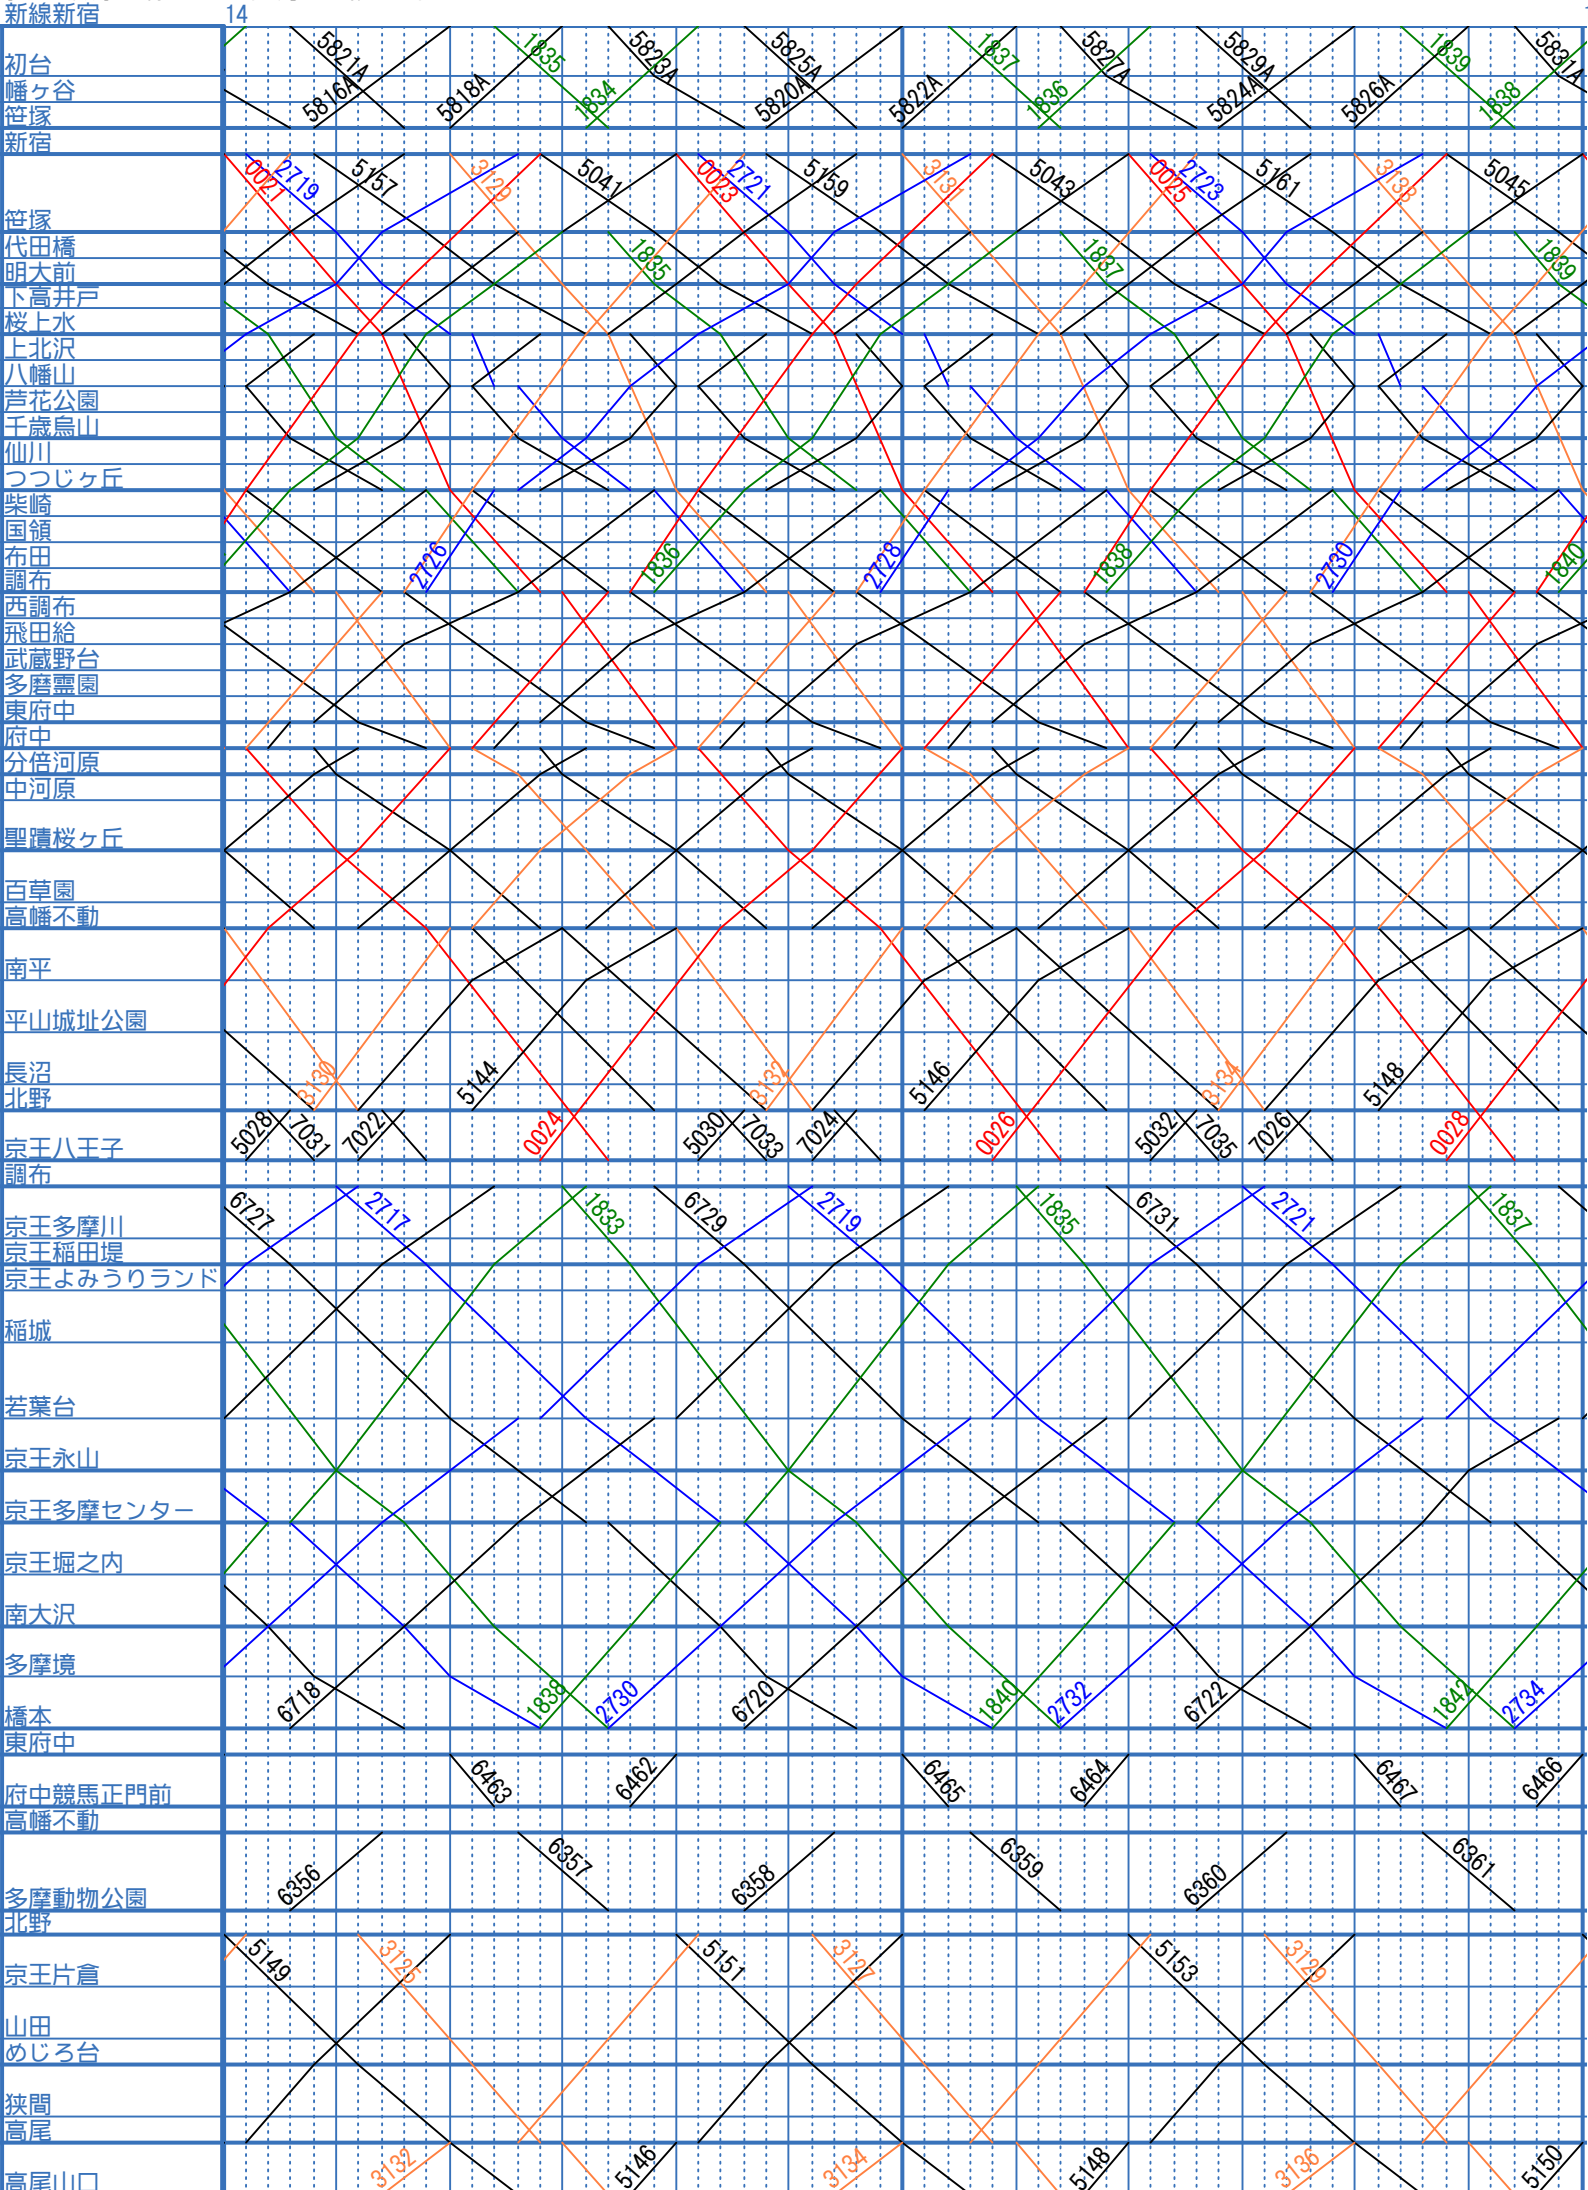 新線新宿 14
初台
幡ヶ谷
笹塚
5821A 5816A 5818A 1835 1834 5823A 5825A 5820A 5822A 1837 1836 5827A 5829A 5824A 5826A 1839 1838 5831A
新宿
0021 2719 5157 3129 5041 0023 2721 5159 3131 5043 0025 2723 5161 3133 5045
笹塚
代田橋
明大前
1835 1837 1839
下高井戸
桜上水
上北沢
八幡山
芦花公園
千歳烏山
仙川
つつじヶ丘
柴崎
国領
布田
調布
2726 1836 2728 1838 2730 1840
西調布
飛田給
武蔵野台
多磨霊園
東府中
府中
分倍河原
中河原
聖蹟桜ヶ丘
百草園
高幡不動
南平
平山城址公園
長沼
北野
3130 5144 3132 5146 3134 5148
京王八王子
5028 7031 7022 0024 5030 7033 7024 0026 5032 7035 7026 0028
調布
6727 2717 1833 6729 2719 1835 6731 2721 1837
京王多摩川
京王稲田堤
京王よみうりランド
稲城
若葉台
京王永山
京王多摩センター
京王堀之内
南大沢
多摩境
橋本
6718 1838 2730 6720 1840 2732 6722 1842 2734
東府中
府中競馬正門前
6463 6462 6465 6464 6467 6466
高幡不動
6356 6357 6358 6359 6360 6361
多摩動物公園
北野
5149 3125 5151 3127 5153 3129
京王片倉
山田
めじろ台
狭間
高尾
3132 5146 3134 5148 3136 5150
高尾山口